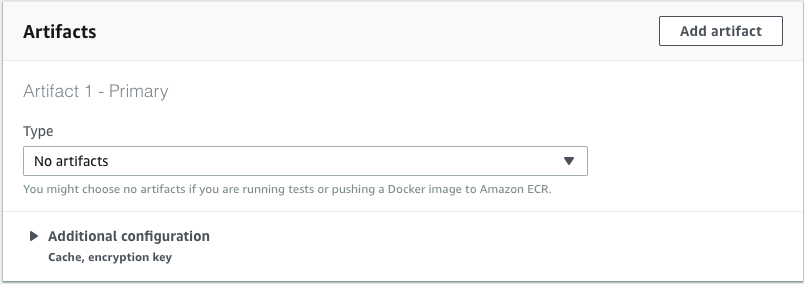 Artifacts
Add artifact
Artifact 1 - Primary
Type
No artifacts
You might choose no artifacts if you are running tests or pushing a Docker image to Amazon ECR.
Additional configuration
Cache, encryption key